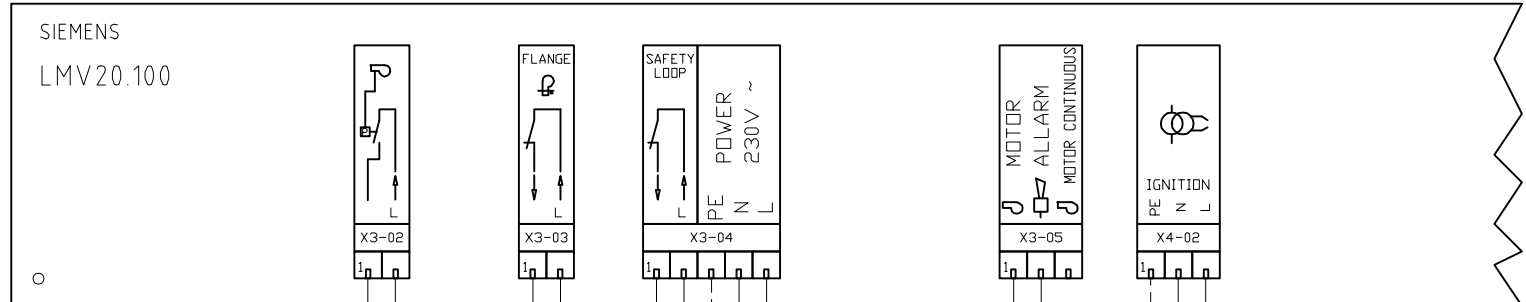 SIEMENS
LMV20.100
P
L
X3-02
1
FLANGE
L
X3-03
1
SAFETY
LOOP
L
POWER
230V ~
PE
N
L
X3-04
1
MOTOR
ALLARM
MOTOR CONTINUOUS
X3-05
1
IGNITION
PE
N
L
X4-02
1